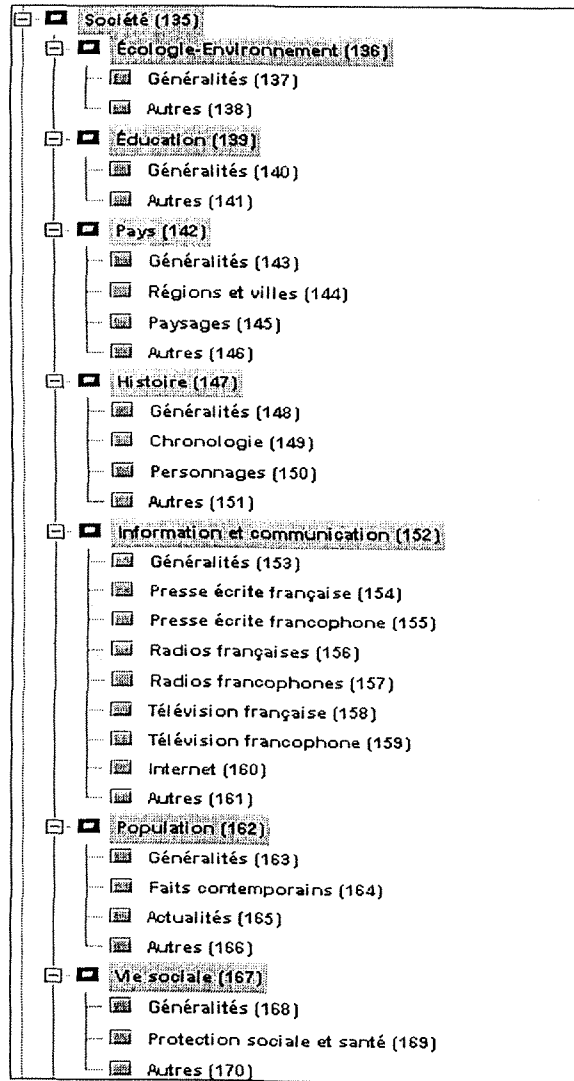 Société (135)
Écologie-Environnement (136)
Généralités (137)
Autres (138)
Éducation (139)
Généralités (140)
Autres (141)
Pays (142)
Généralités (143)
Régions et villes (144)
Paysages (145)
Autres (146)
Histoire (147)
Généralités (148)
Chronologie (149)
Personnages (150)
Autres (151)
Information et communication (152)
Généralités (153)
Presse écrite française (154)
Presse écrite francophone (155)
Radios françaises (156)
Radios francophones (157)
Télévision française (158)
Télévision francophone (159)
Internet (160)
Autres (161)
Population (162)
Généralités (163)
Faits contemporains (164)
Actualités (165)
Autres (166)
Vie sociale (167)
Généralités (168)
Protection sociale et santé (169)
Autres (170)